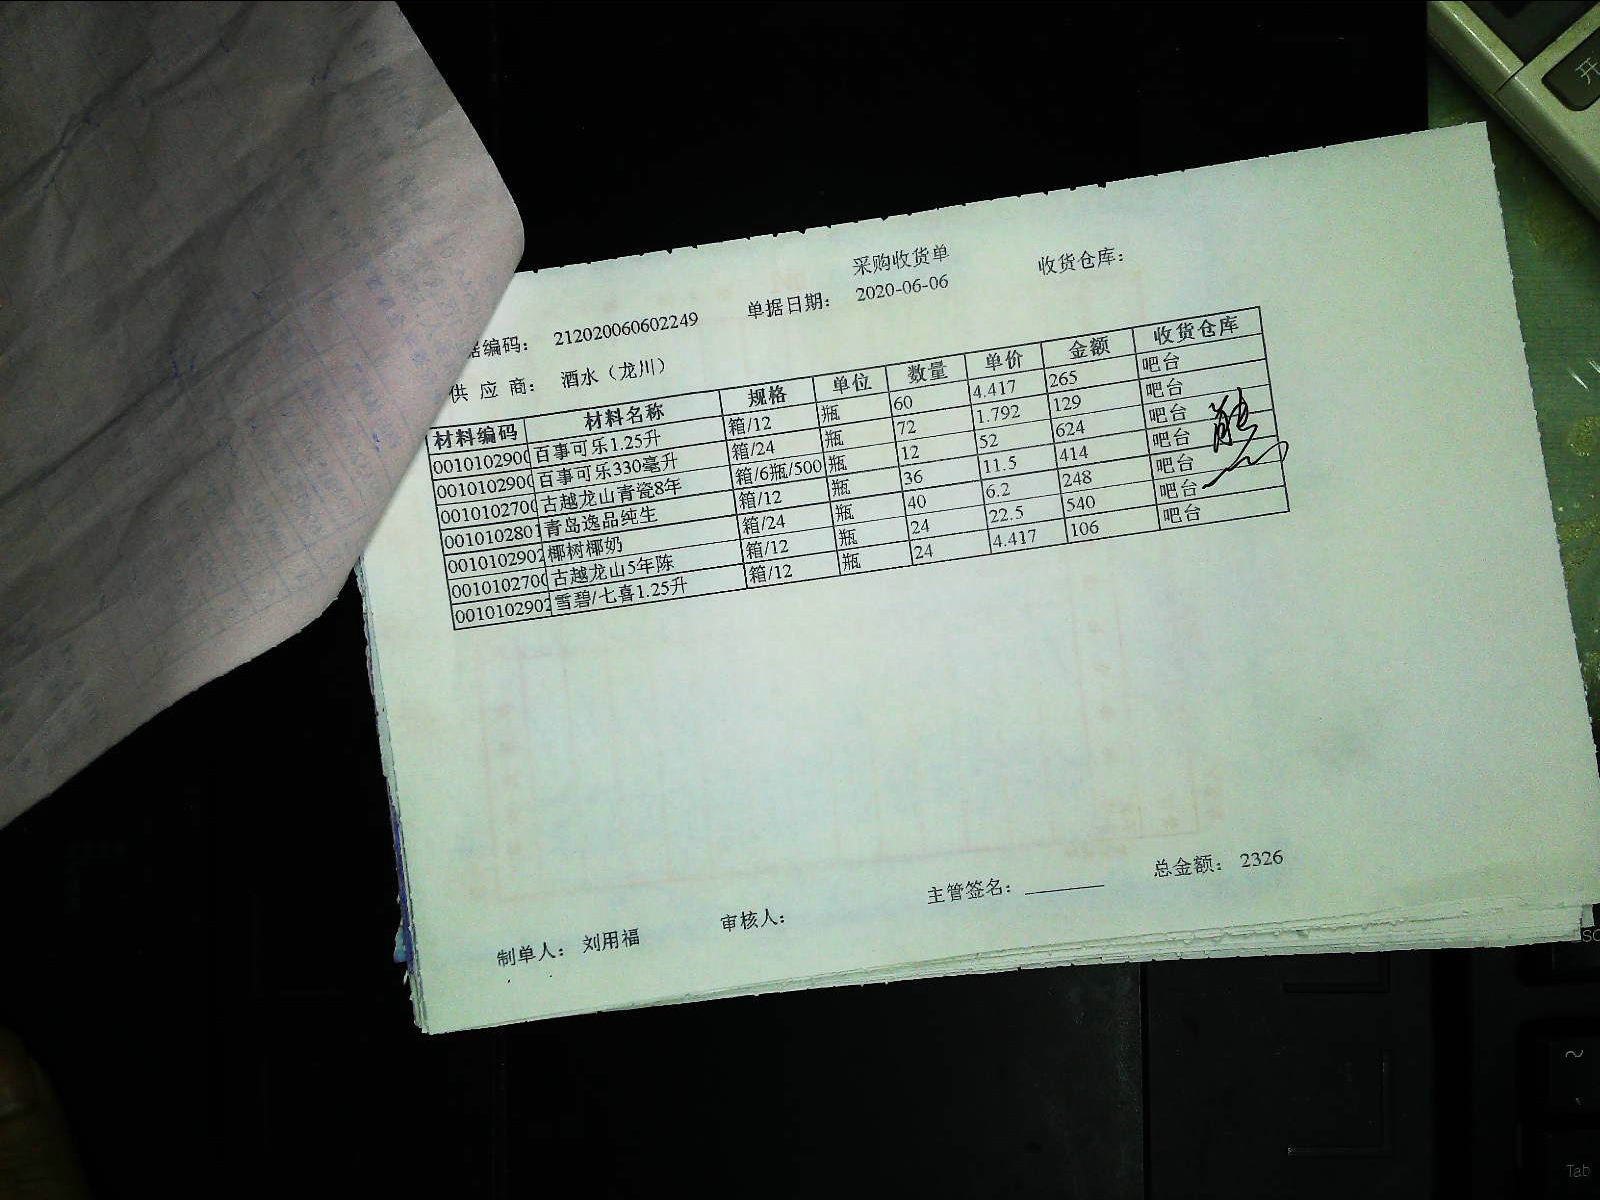 采购收货单
编码： 212020060602249 单据日期： 2020-06-06 收货仓库：
供 应 商： 酒水（龙川）
材料编码 材料名称 规格 单位 数量 单价 金额 收货仓库
001010290 百事可乐1.25升 箱/12 瓶 60 4.417 265 吧台
001010290 百事可乐330毫升 箱/24 瓶 72 1.792 129 吧台
001010270 古越龙山青瓷8年 箱/6瓶/500 瓶 12 52 624 吧台
001010280 青岛逸品纯生 箱/12 瓶 36 11.5 414 吧台
001010290 椰树椰奶 箱/24 瓶 40 6.2 248 吧台
001010270 古越龙山5年陈 箱/12 瓶 24 22.5 540 吧台
001010290 雪碧/七喜1.25升 箱/12 瓶 24 4.417 106 吧台
制单人： 刘用福 审核人： 主管签名： 总金额： 2326
开
Tab